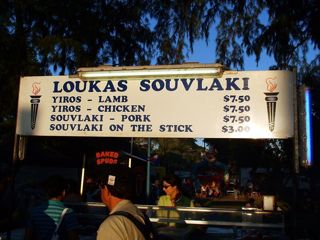 LOUKAS SOUVLAKI
YIROS - LAMB $7.50
YIROS - CHICKEN $7.50
SOUVLAKI - PORK $7.50
SOUVLAKI ON THE STICK $3.00
BAKED
SPUDS